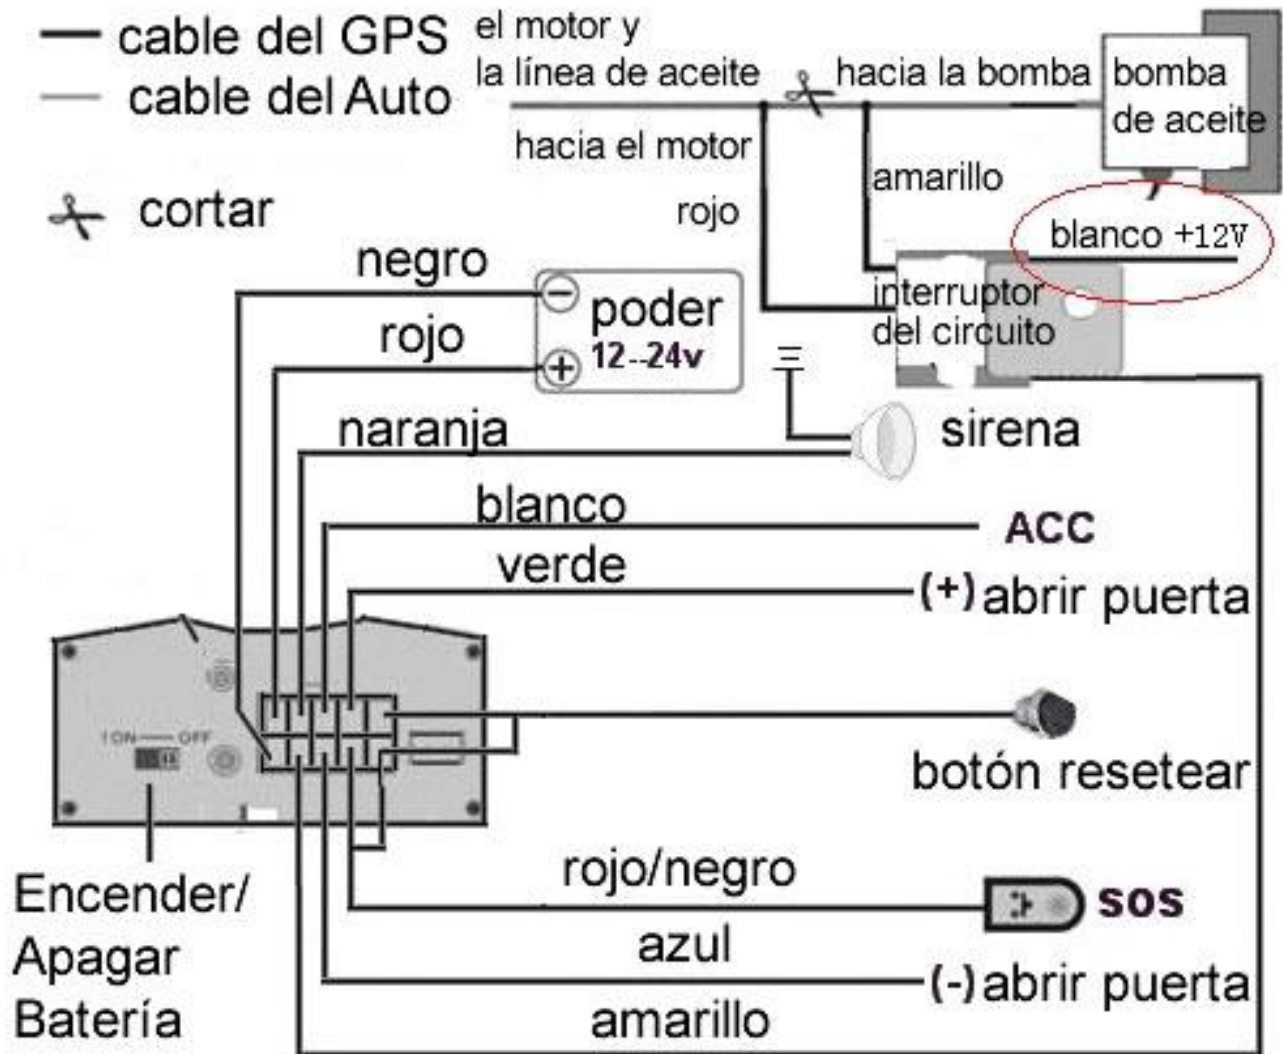 cable del GPS
cable del Auto
cortar
el motor y
la línea de aceite
hacia la bomba
bomba
de aceite
hacia el motor
amarillo
rojo
blanco +12V
interruptor
del circuito
negro
rojo
poder
12--24v
naranja
sirena
blanco
ACC
verde
(+) abrir puerta
ON OFF
botón resetear
Encender/
Apagar
Batería
rojo/negro
SOS
azul
(-) abrir puerta
amarillo